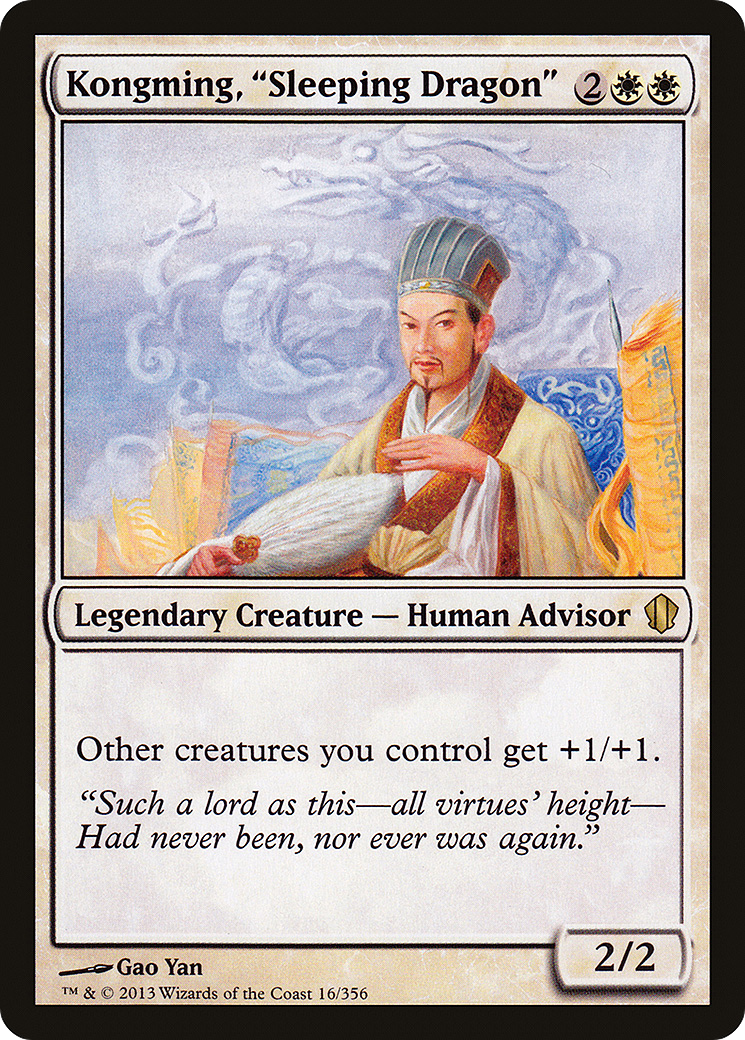 Kongming, “Sleeping Dragon” 2
Legendary Creature — Human Advisor
Other creatures you control get +1/+1.
“Such a lord as this—all virtues’ height—
Had never been, nor ever was again.”
2/2
Gao Yan
™ & © 2013 Wizards of the Coast 16/356